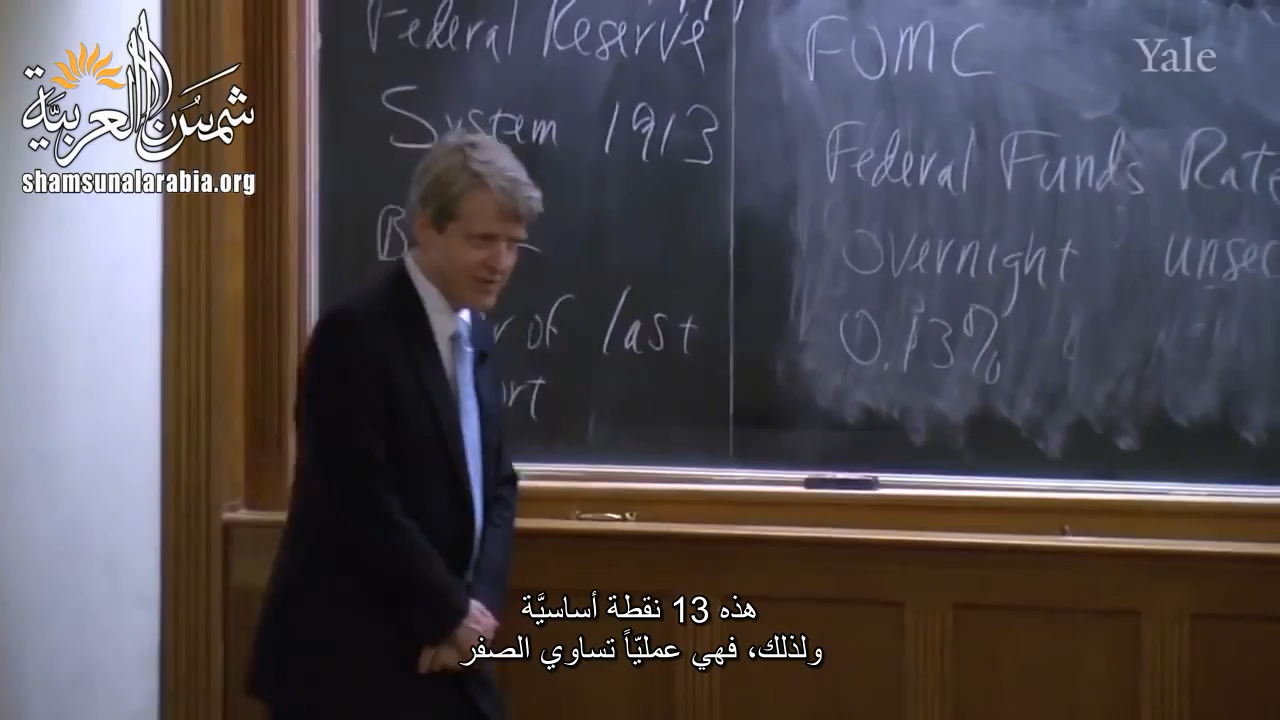 شمسُ العربيَّة
shamsunalarabia.org
Yale
Federal Reserve
System 1913
of last
FOMC
Federal Funds Rate
Overnight
0.13%
هذه 13 نقطة أساسيَّة
ولذلك، فهي عمليّاً تساوي الصفر